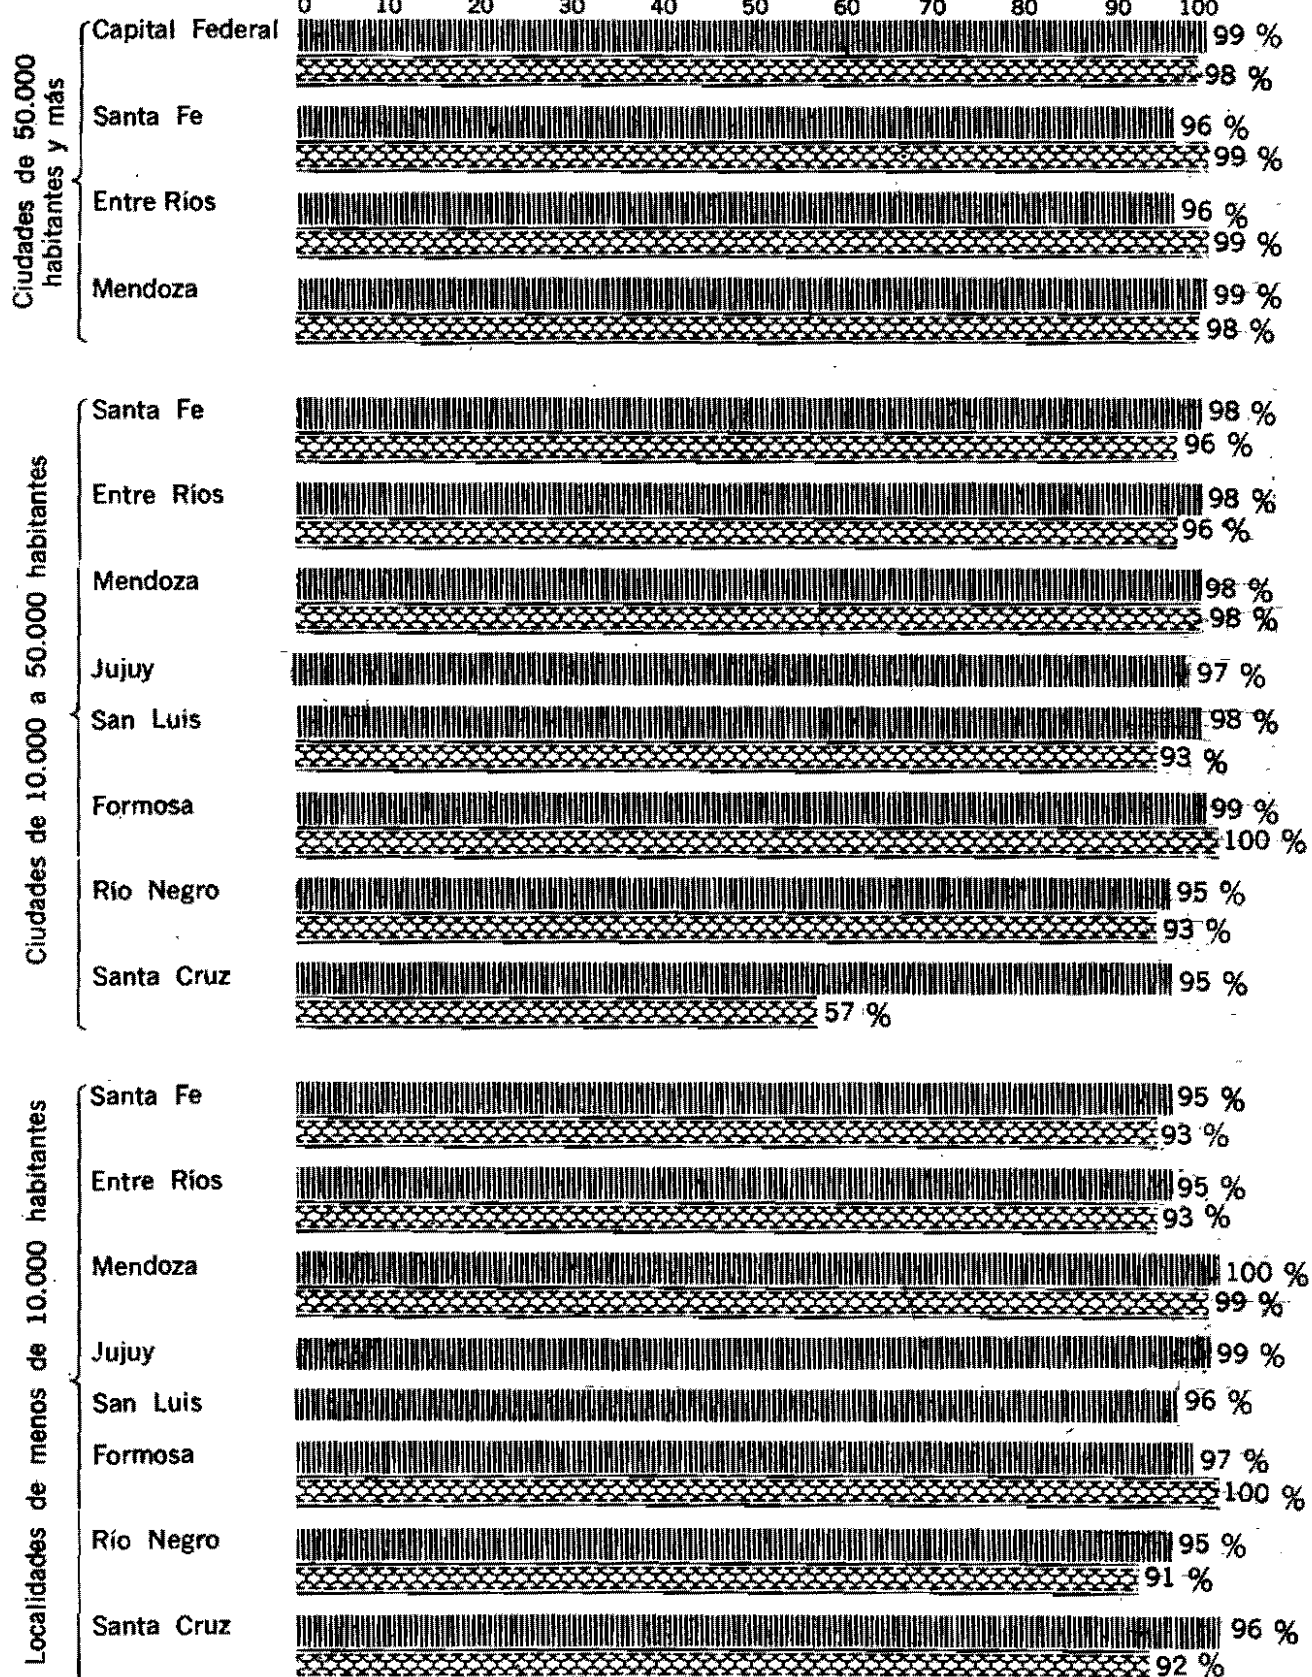 0 10 20 30 40 50 60 70 80 90 100
Ciudades de 50.000
habitantes y más
Capital Federal 99 %
98 %
Santa Fe 96 %
99 %
Entre Ríos 96 %
99 %
Mendoza 99 %
98 %
Ciudades de 10.000 a 50.000 habitantes
Santa Fe 98 %
96 %
Entre Ríos 98 %
96 %
Mendoza 98 %
98 %
Jujuy 97 %
San Luis 98 %
93 %
Formosa 99 %
100 %
Río Negro 95 %
93 %
Santa Cruz 95 %
57 %
Localidades de menos de 10.000 habitantes
Santa Fe 95 %
93 %
Entre Ríos 95 %
93 %
Mendoza 100 %
99 %
Jujuy 99 %
San Luis 96 %
Formosa 97 %
100 %
Río Negro 95 %
91 %
Santa Cruz 96 %
92 %